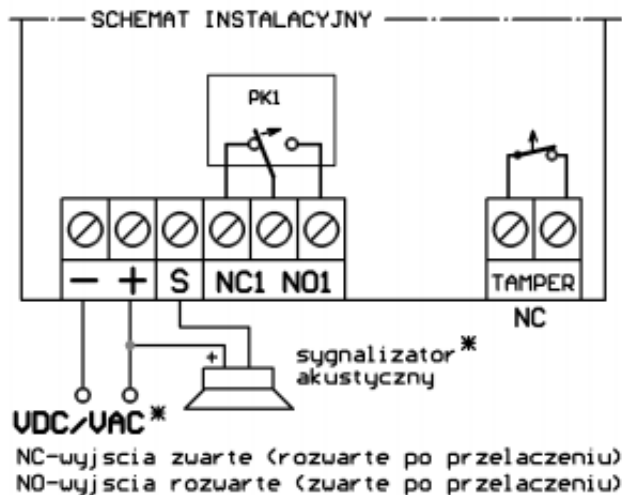 SCHEMAT INSTALACYJNY
PK1
- + S NC1 NO1
TAMPER
NC
+
sygnalizator*
akustyczny
VDC/VAC*
NC-wyjscia zwarte (rozwarte po przelaczeniu)
NO-wyjscia rozwarte (zwarte po przelaczeniu)